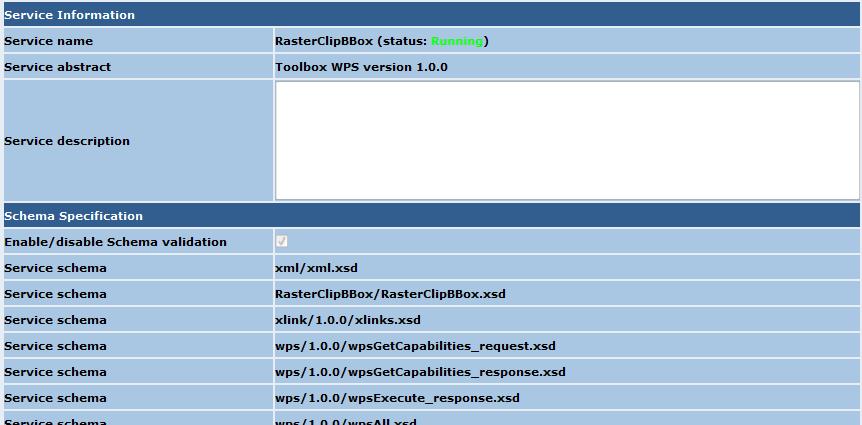 Service Information
Service name RasterClipBBox (status: Running)
Service abstract Toolbox WPS version 1.0.0
Service description
Schema Specification
Enable/disable Schema validation
Service schema xml/xml.xsd
Service schema RasterClipBBox/RasterClipBBox.xsd
Service schema xlink/1.0.0/xlinks.xsd
Service schema wps/1.0.0/wpsGetCapabilities_request.xsd
Service schema wps/1.0.0/wpsGetCapabilities_response.xsd
Service schema wps/1.0.0/wpsExecute_response.xsd
Service schema wps/1.0.0/wpsAll.xsd